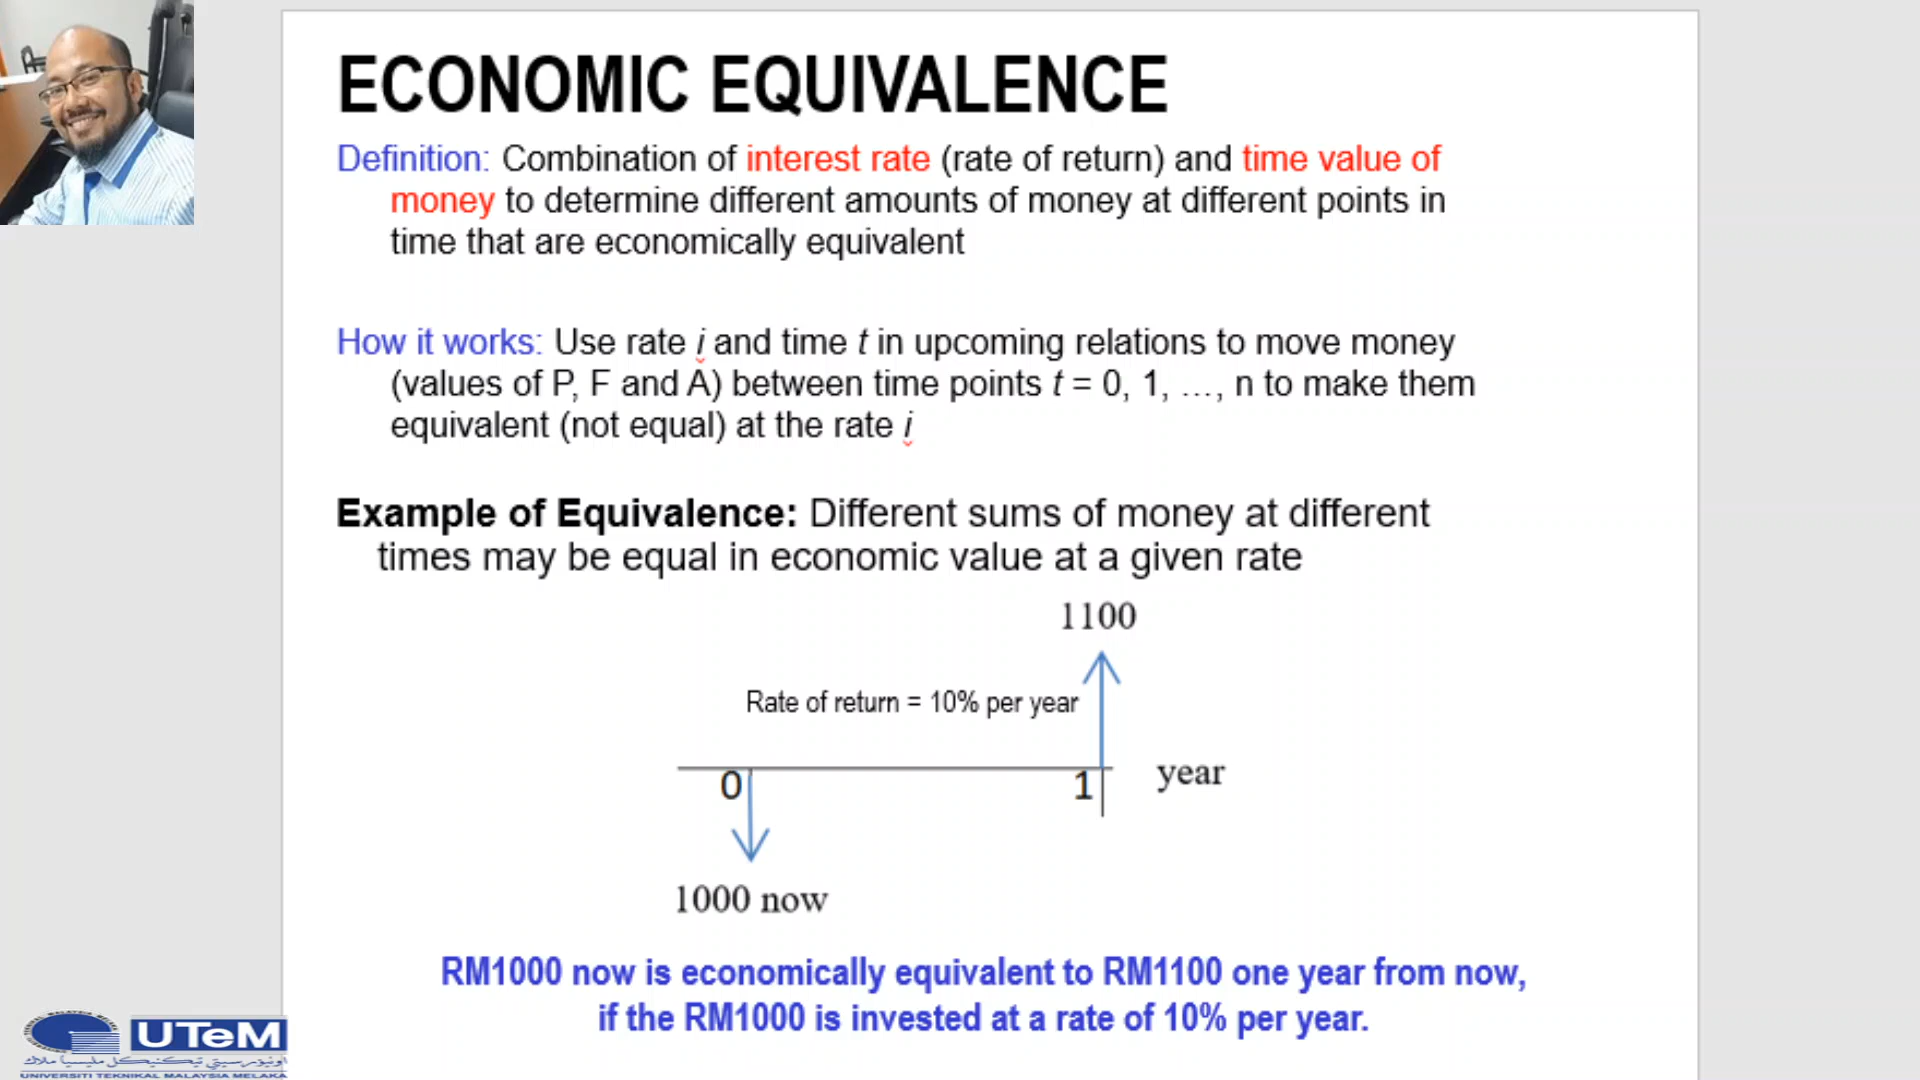 ECONOMIC EQUIVALENCE
Definition: Combination of interest rate (rate of return) and time value of
money to determine different amounts of money at different points in
time that are economically equivalent
How it works: Use rate i and time t in upcoming relations to move money
(values of P, F and A) between time points t = 0, 1, …, n to make them
equivalent (not equal) at the rate i
Example of Equivalence: Different sums of money at different
times may be equal in economic value at a given rate
1100
Rate of return = 10% per year
0 1 year
1000 now
RM1000 now is economically equivalent to RM1100 one year from now,
if the RM1000 is invested at a rate of 10% per year.
UTeM
اونيۏرسيتي تيكنيكل مليسيا ملاك
UNIVERSITI TEKNIKAL MALAYSIA MELAKA